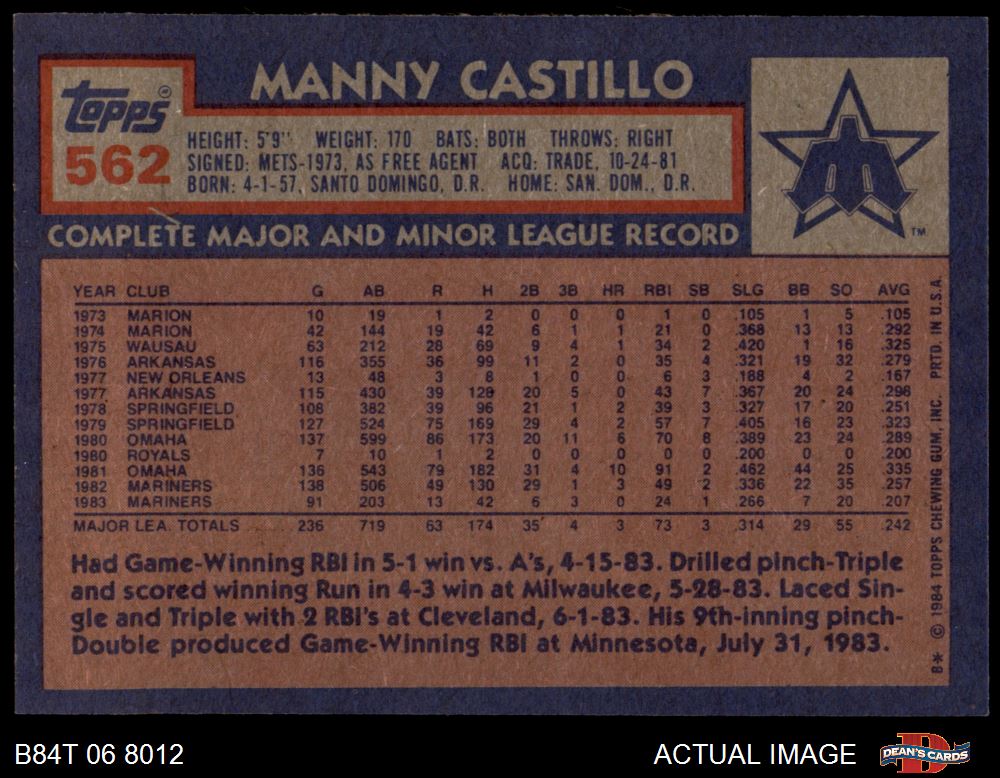 MANNY CASTILLO
Topps®
562
HEIGHT: 5'9" WEIGHT: 170 BATS: BOTH THROWS: RIGHT
SIGNED: METS-1973, AS FREE AGENT ACQ: TRADE, 10-24-81
BORN: 4-1-57, SANTO DOMINGO, D.R. HOME: SAN. DOM., D.R.
TM
COMPLETE MAJOR AND MINOR LEAGUE RECORD
YEAR CLUB G AB R H 2B 3B HR RBI SB SLG BB SO AVG
1973 MARION 10 19 1 2 0 0 0 1 0 .105 1 5 .105
1974 MARION 42 144 19 42 6 1 1 21 0 .368 13 13 .292
1975 WAUSAU 63 212 28 69 9 4 1 34 2 .420 1 16 .325
1976 ARKANSAS 116 355 36 99 11 2 0 35 4 .321 19 32 .279
1977 NEW ORLEANS 13 48 3 8 1 0 0 6 3 .188 4 2 .167
1977 ARKANSAS 115 430 39 128 20 5 0 43 7 .367 20 24 .298
1978 SPRINGFIELD 108 382 39 96 21 1 2 39 3 .327 17 20 .251
1979 SPRINGFIELD 127 524 75 169 29 4 2 57 7 .405 16 23 .323
1980 OMAHA 137 599 86 173 20 11 6 70 8 .389 23 24 .289
1980 ROYALS 7 10 1 2 0 0 0 0 0 .200 0 0 .200
1981 OMAHA 136 543 79 182 31 4 10 91 2 .462 44 25 .335
1982 MARINERS 138 506 49 130 29 1 3 49 2 .336 22 35 .257
1983 MARINERS 91 203 13 42 6 3 0 24 1 .266 7 20 .207
MAJOR LEA. TOTALS 236 719 63 174 35 4 3 73 3 .314 29 55 .242
Had Game-Winning RBI in 5-1 win vs. A's, 4-15-83. Drilled pinch-Triple
and scored winning Run in 4-3 win at Milwaukee, 5-28-83. Laced Sin-
gle and Triple with 2 RBI's at Cleveland, 6-1-83. His 9th-inning pinch-
Double produced Game-Winning RBI at Minnesota, July 31, 1983.
B* © 1984 TOPPS CHEWING GUM, INC. PRTD. IN U.S.A.
B84T 06 8012
ACTUAL IMAGE
DEAN'S CARDS